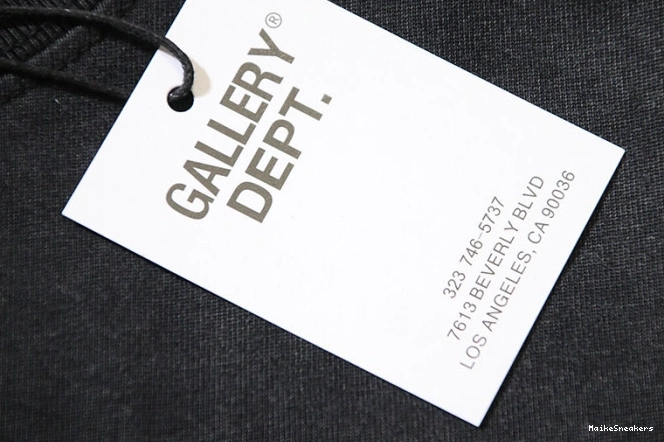 GALLERY®
DEPT.
323 746-5737
7613 BEVERLY BLVD
LOS ANGELES, CA 90036
MaikeSneakers